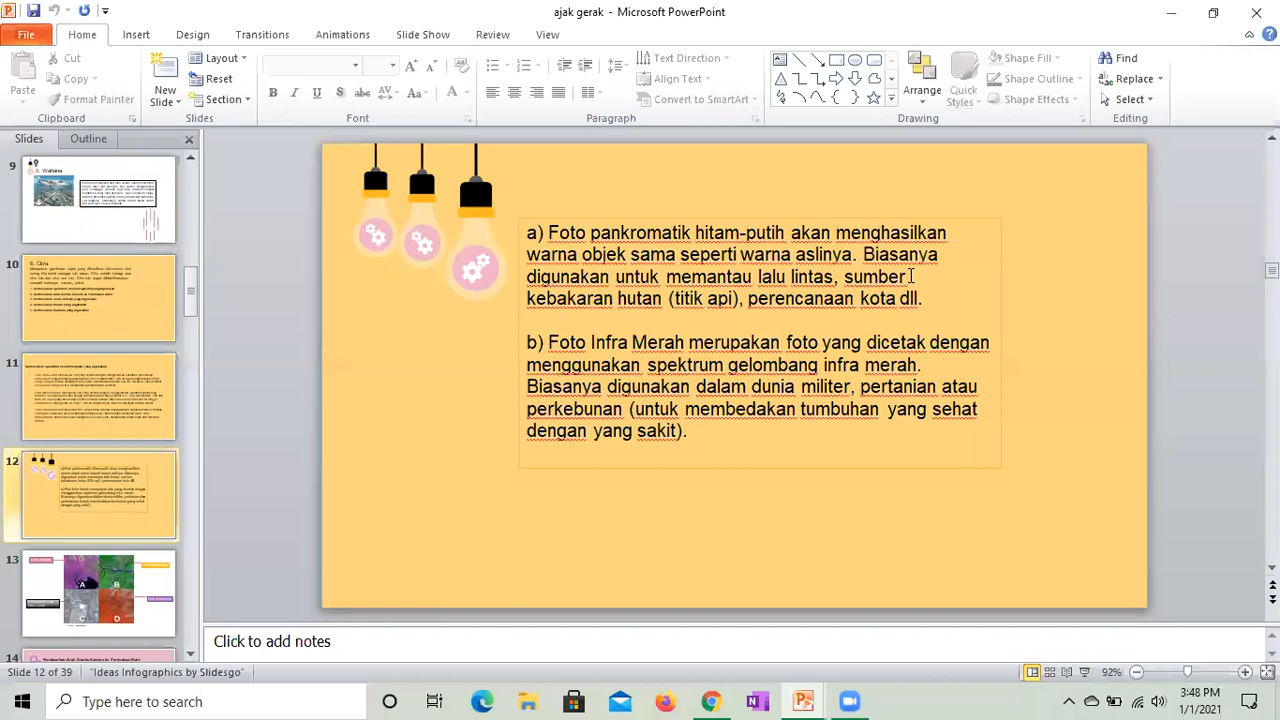 ajak gerak - Microsoft PowerPoint
File Home Insert Design Transitions Animations Slide Show Review View
Paste
Cut
Copy
Format Painter
Clipboard
New Slide
Layout
Reset
Section
Slides
Font
Text Direction
Align Text
Convert to SmartArt
Paragraph
Arrange
Quick Styles
Shape Fill
Shape Outline
Shape Effects
Drawing
Find
Replace
Select
Editing
Slides Outline
9
10
11
12
13
A
B
C
D
14
a) Foto pankromatik hitam-putih akan menghasilkan
warna objek sama seperti warna aslinya. Biasanya
digunakan untuk memantau lalu lintas, sumber
kebakaran hutan (titik api), perencanaan kota dll.
b) Foto Infra Merah merupakan foto yang dicetak dengan
menggunakan spektrum gelombang infra merah.
Biasanya digunakan dalam dunia militer, pertanian atau
perkebunan (untuk membedakan tumbuhan yang sehat
dengan yang sakit).
Click to add notes
Slide 12 of 39 "Ideas Infographics by Slidesgo" 92%
Type here to search
3:48 PM
1/1/2021